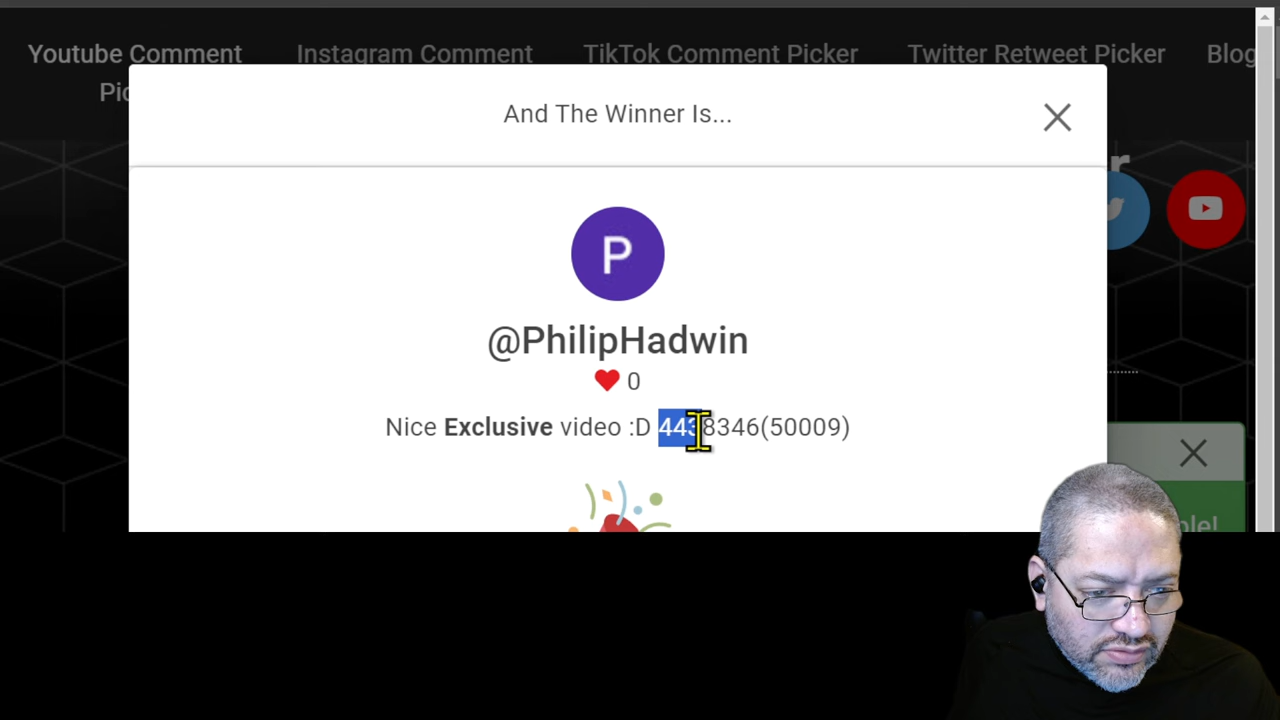 Youtube Comment Instagram Comment TikTok Comment Picker Twitter Retweet Picker Blog
And The Winner Is...
P
@PhilipHadwin
0
Nice Exclusive video :D 4438346(50009)